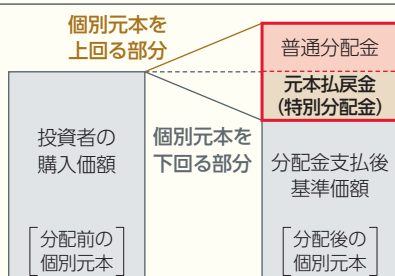 個別元本を
上回る部分
普通分配金
元本払戻金
(特別分配金)
投資者の
購入価額
個別元本を
下回る部分
分配金支払後
基準価額
分配前の
個別元本
分配後の
個別元本